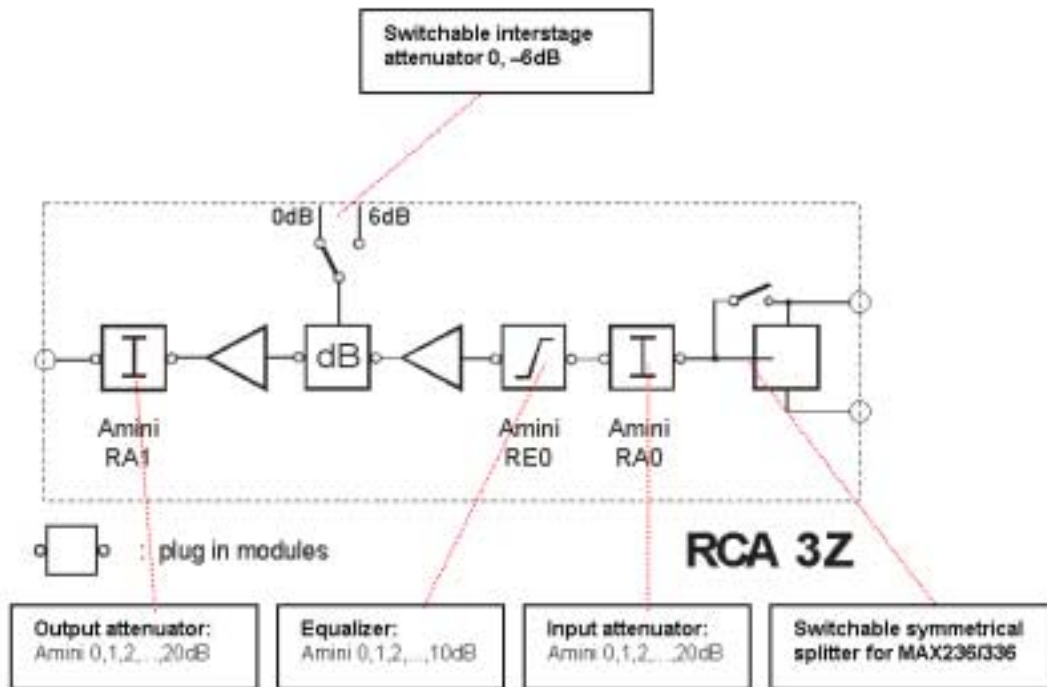 Switchable interstage
attenuator 0, –6dB
0dB 6dB
dB
Amini
RA1
Amini
RE0
Amini
RA0
: plug in modules
RCA 3Z
Output attenuator:
Amini 0,1,2,...,20dB
Equalizer:
Amini 0,1,2,...,10dB
Input attenuator:
Amini 0,1,2,...,20dB
Switchable symmetrical
splitter for MAX236/336